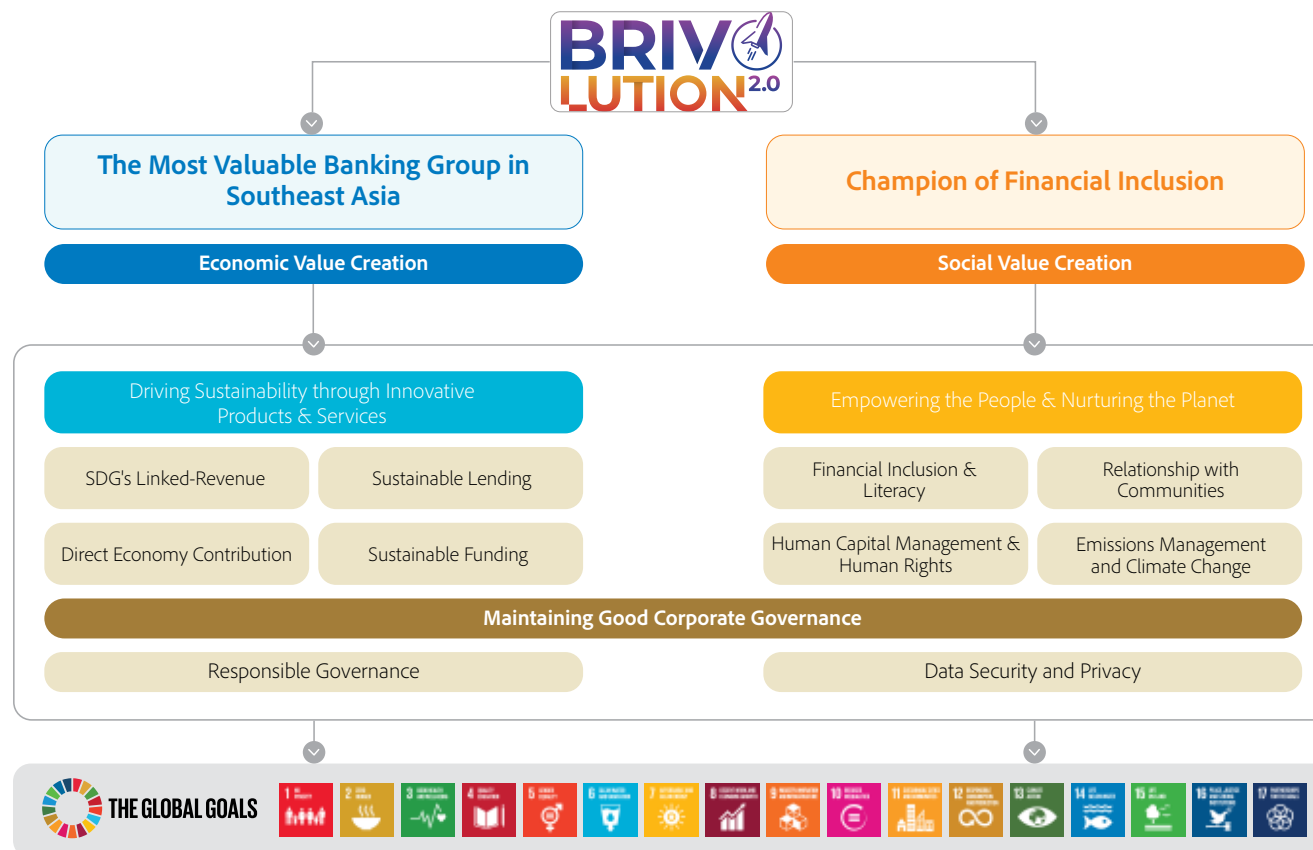 BRIVO
LUTION 2.0
The Most Valuable Banking Group in
Southeast Asia
Economic Value Creation
Champion of Financial Inclusion
Social Value Creation
Driving Sustainability through Innovative
Products & Services
SDG's Linked-Revenue
Sustainable Lending
Direct Economy Contribution
Sustainable Funding
Empowering the People & Nurturing the Planet
Financial Inclusion &
Literacy
Relationship with
Communities
Human Capital Management &
Human Rights
Emissions Management
and Climate Change
Maintaining Good Corporate Governance
Responsible Governance
Data Security and Privacy
THE GLOBAL GOALS
1
2
3
4
5
6
7
8
9
10
11
12
13
14
15
16
17